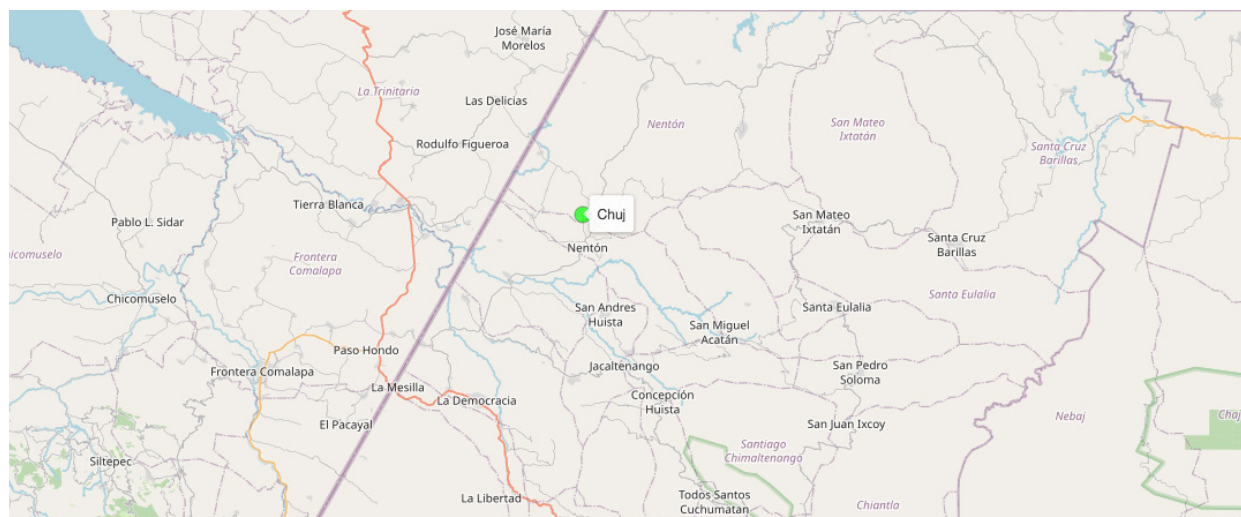 José María
Morelos
La Trinitaria
Las Delicias
Nentón
San Mateo
Ixtatán
Rodulfo Figueroa
Santa Cruz
Barillas
Tierra Blanca
Chuj
Pablo L. Sidar
San Mateo
Ixtatán
Santa Cruz
Barillas
Nentón
hicomuselo
Frontera
Comalapa
Chicomuselo
Santa Eulalia
San Andres
Huista
Santa Eulalia
San Miguel
Acatán
Paso Hondo
Frontera Comalapa
Jacaltenango
San Pedro
Soloma
La Mesilla
La Democracia
Concepción
Huista
El Pacayal
San Juan Ixcoy
Nebaj
Chaj
Santiago
Chimaltenango
Siltepec
La Libertad
Todos Santos
Cuchumatan
Chiantla